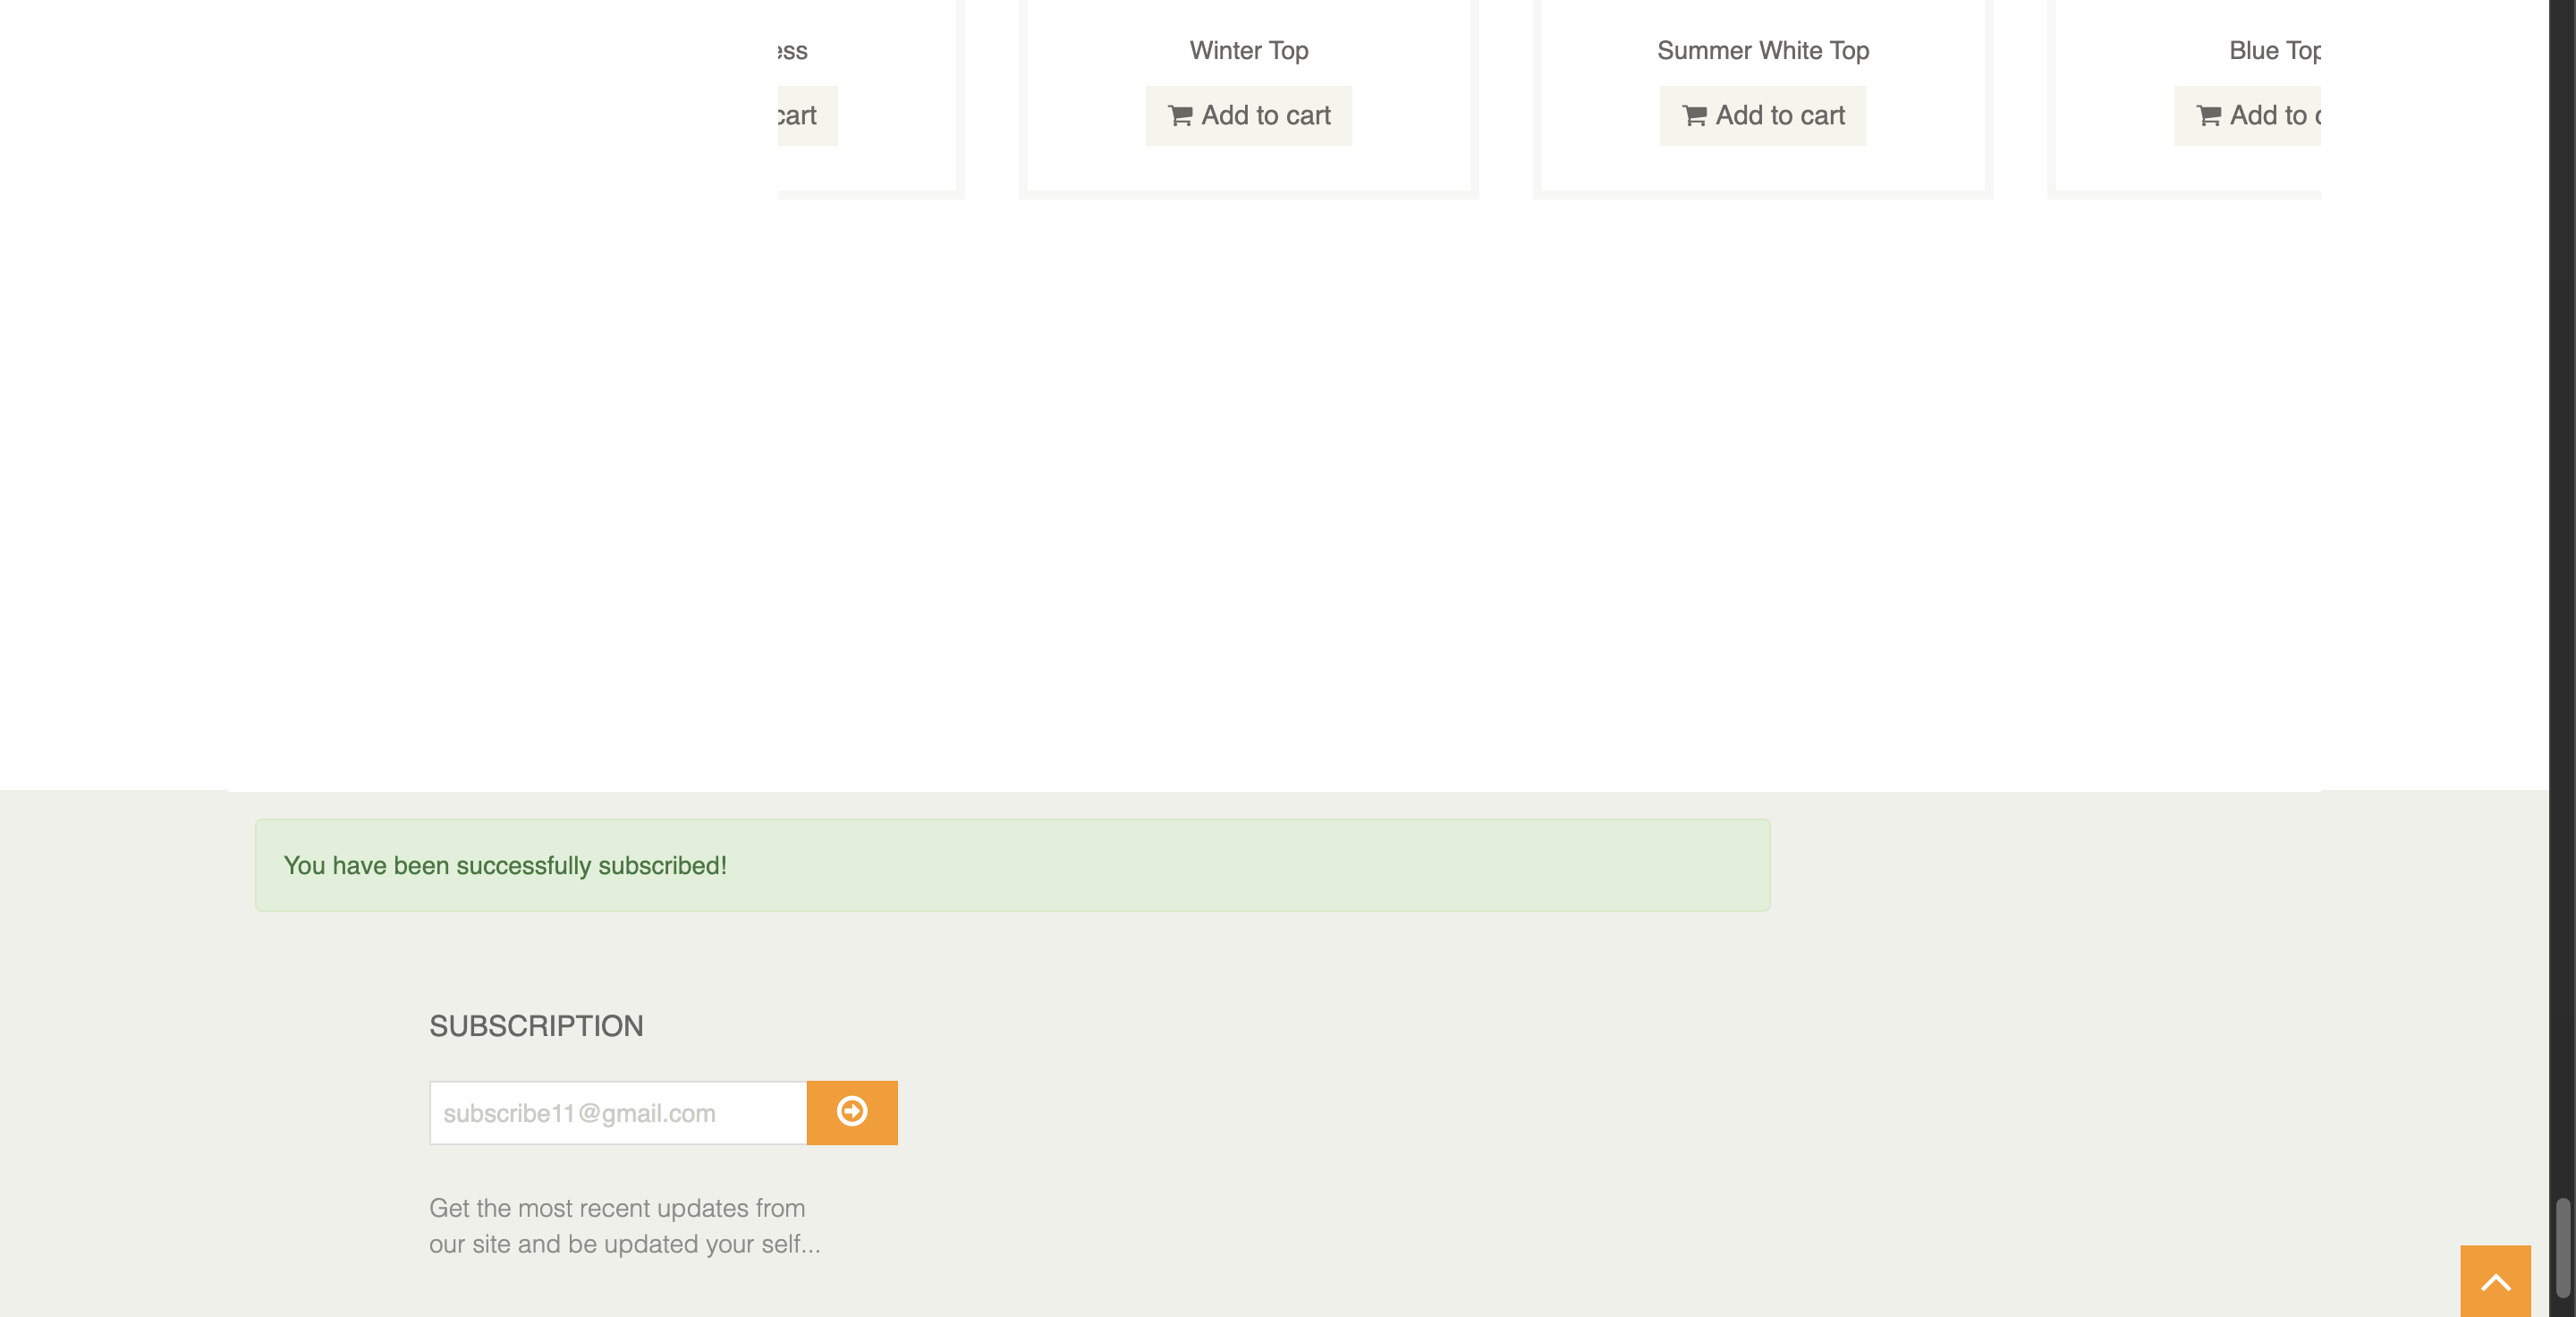 ess
Winter Top
Summer White Top
Blue Top
cart
Add to cart
Add to cart
Add to c
You have been successfully subscribed!
SUBSCRIPTION
subscribe11@gmail.com
Get the most recent updates from
our site and be updated your self...